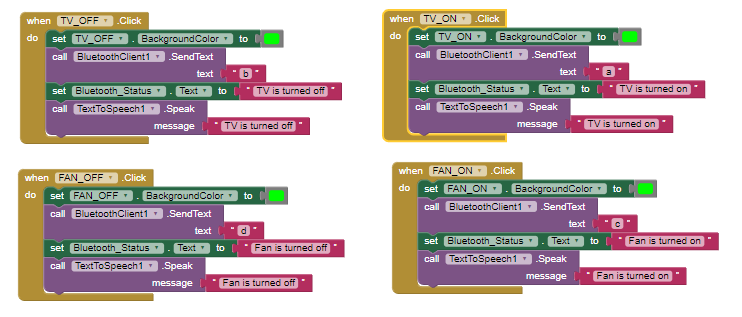 when TV_OFF .Click
do set TV_OFF . BackgroundColor to
call BluetoothClient1 .SendText
text " b "
set Bluetooth_Status . Text to " TV is turned off "
call TextToSpeech1 .Speak
message " TV is turned off "
when TV_ON .Click
do set TV_ON . BackgroundColor to
call BluetoothClient1 .SendText
text " a "
set Bluetooth_Status . Text to " TV is turned on "
call TextToSpeech1 .Speak
message " TV is turned on "
when FAN_OFF .Click
do set FAN_OFF . BackgroundColor to
call BluetoothClient1 .SendText
text " d "
set Bluetooth_Status . Text to " Fan is turned off "
call TextToSpeech1 .Speak
message " Fan is turned off "
when FAN_ON .Click
do set FAN_ON . BackgroundColor to
call BluetoothClient1 .SendText
text " c "
set Bluetooth_Status . Text to " Fan is turned on "
call TextToSpeech1 .Speak
message " Fan is turned on "